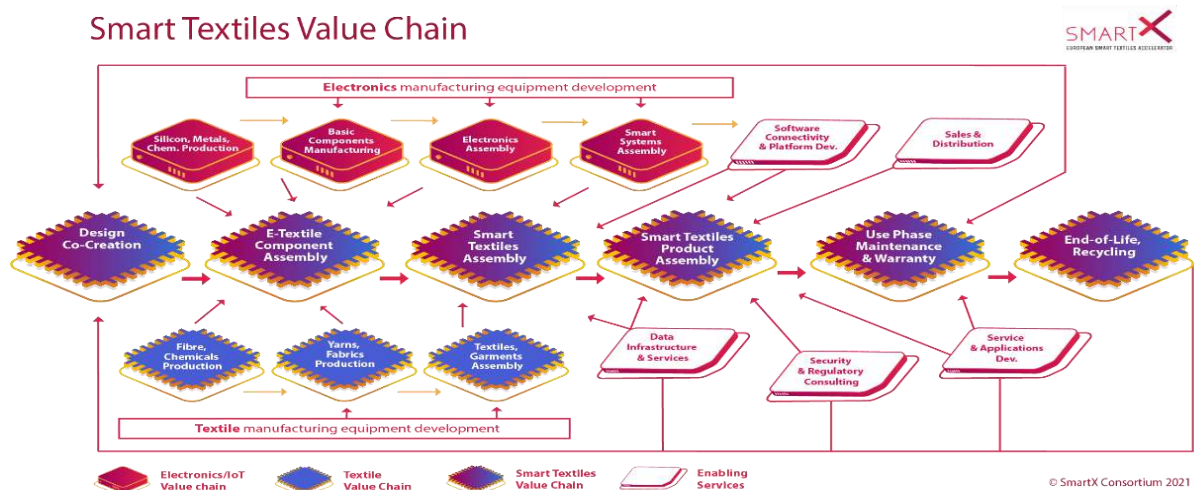 Smart Textiles Value Chain
SMARTX
EUROPEAN SMART TEXTILES ACCELERATOR
Electronics manufacturing equipment development
Silicon, Metals,
Chem. Production
Basic
Components
Manufacturing
Electronics
Assembly
Smart
Systems
Assembly
Software
Connectivity
& Platform Dev.
Sales &
Distribution
Design
Co-Creation
E-Textile
Component
Assembly
Smart
Textiles
Assembly
Smart Textiles
Product
Assembly
Use Phase
Maintenance
& Warranty
End-of-Life,
Recycling
Fibre,
Chemicals
Production
Yarns,
Fabrics
Production
Textiles,
Garments
Assembly
Data
Infrastructure
& Services
Security
& Regulatory
Consulting
Service
& Applications
Dev.
Textile manufacturing equipment development
Electronics/IoT
Value chain
Textile
Value Chain
Smart Textiles
Value Chain
Enabling
Services
© SmartX Consortium 2021